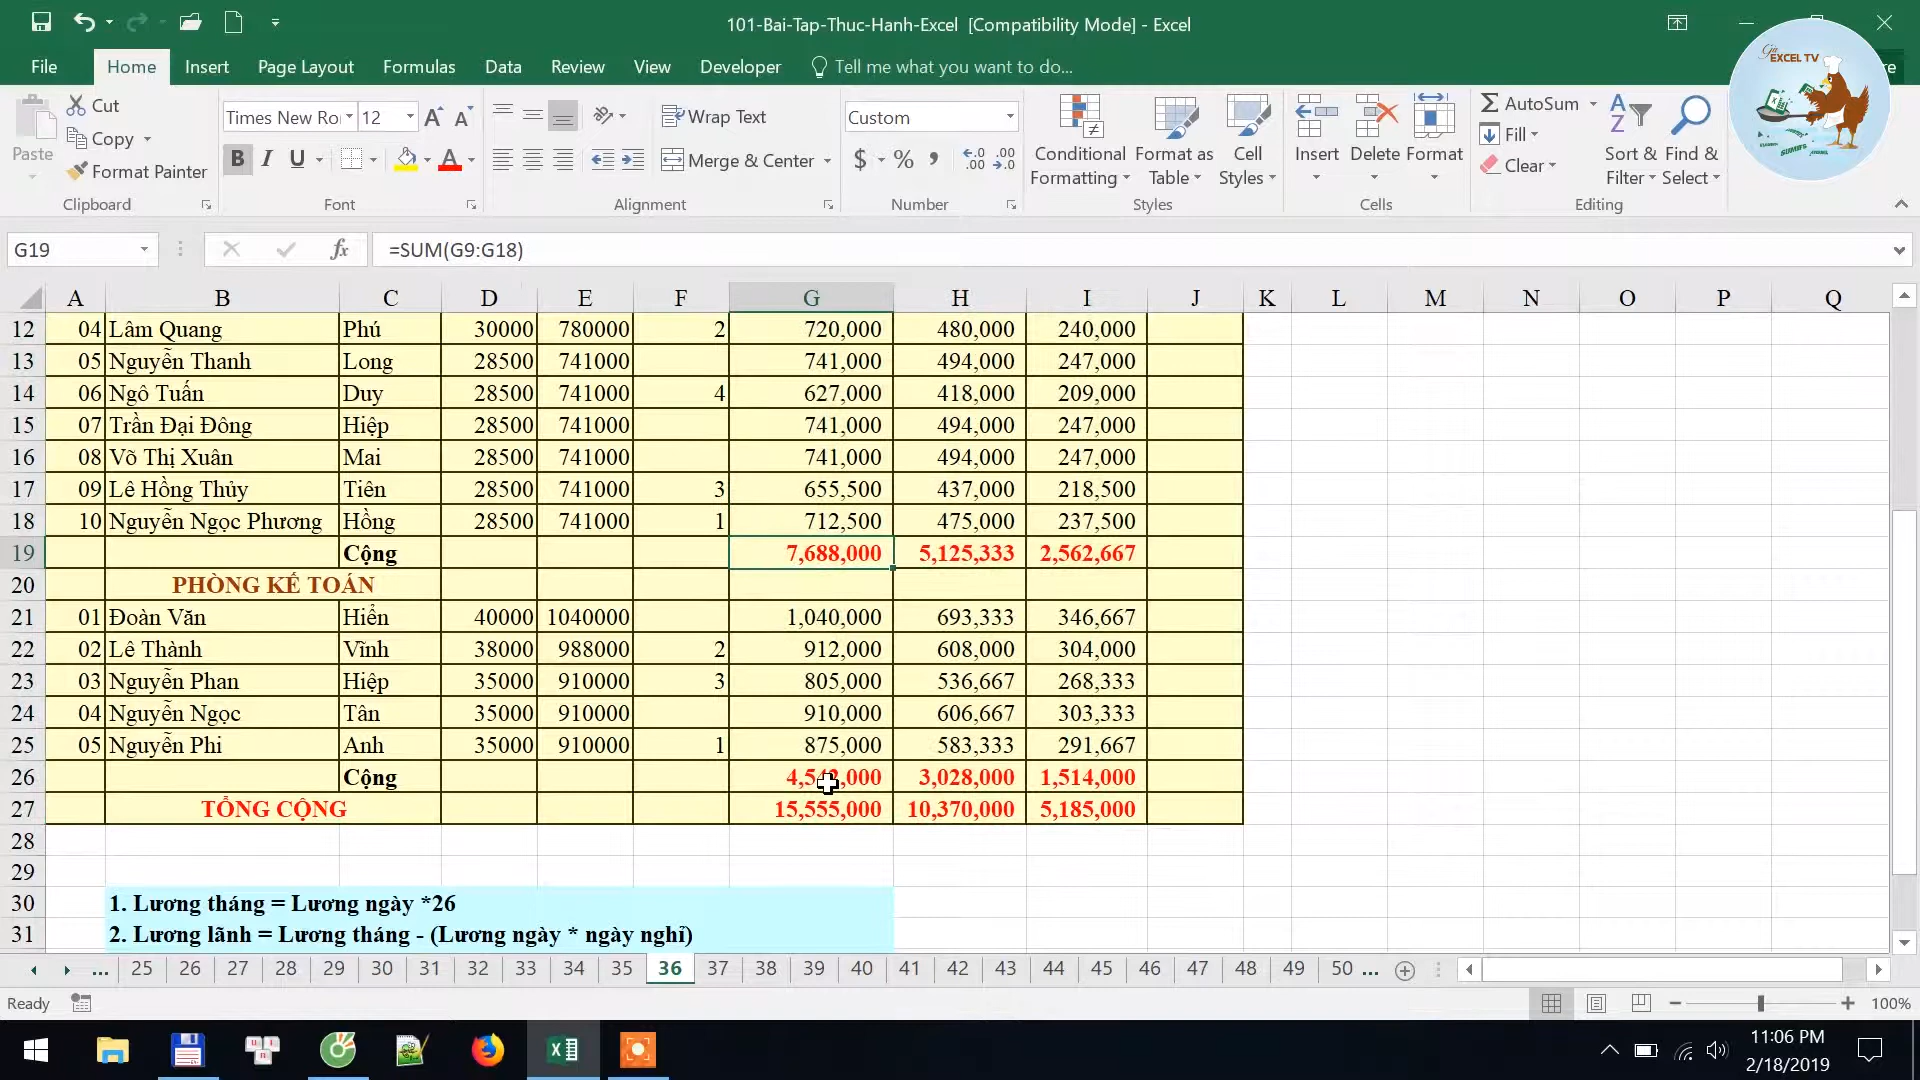 101-Bai-Tap-Thuc-Hanh-Excel [Compatibility Mode] - Excel
File Home Insert Page Layout Formulas Data Review View Developer Tell me what you want to do...
EXCEL TV
Cut
Copy
Format Painter
Paste
Times New Ro 12
B I U
Wrap Text
Merge & Center
Custom
$ % ,
Conditional Formatting
Format as Table
Cell Styles
Insert Delete Format
AutoSum
Fill
Clear
Sort & Filter
Find & Select
Clipboard Font Alignment Number Styles Cells Editing
G19 fx =SUM(G9:G18)
A B C D E F G H I J K L M N O P Q
12 04 Lâm Quang Phú 30000 780000 2 720,000 480,000 240,000
13 05 Nguyễn Thanh Long 28500 741000 741,000 494,000 247,000
14 06 Ngô Tuấn Duy 28500 741000 4 627,000 418,000 209,000
15 07 Trần Đại Đông Hiệp 28500 741000 741,000 494,000 247,000
16 08 Võ Thị Xuân Mai 28500 741000 741,000 494,000 247,000
17 09 Lê Hồng Thủy Tiên 28500 741000 3 655,500 437,000 218,500
18 10 Nguyễn Ngọc Phương Hồng 28500 741000 1 712,500 475,000 237,500
19 Cộng 7,688,000 5,125,333 2,562,667
20 PHÒNG KẾ TOÁN
21 01 Đoàn Văn Hiển 40000 1040000 1,040,000 693,333 346,667
22 02 Lê Thành Vĩnh 38000 988000 2 912,000 608,000 304,000
23 03 Nguyễn Phan Hiệp 35000 910000 3 805,000 536,667 268,333
24 04 Nguyễn Ngọc Tân 35000 910000 910,000 606,667 303,333
25 05 Nguyễn Phi Anh 35000 910000 1 875,000 583,333 291,667
26 Cộng 4,542,000 3,028,000 1,514,000
27 TỔNG CỘNG 15,555,000 10,370,000 5,185,000
28
29
30 1. Lương tháng = Lương ngày *26
31 2. Lương lãnh = Lương tháng - (Lương ngày * ngày nghỉ)
... 25 26 27 28 29 30 31 32 33 34 35 36 37 38 39 40 41 42 43 44 45 46 47 48 49 50 ...
Ready 100%
11:06 PM
2/18/2019